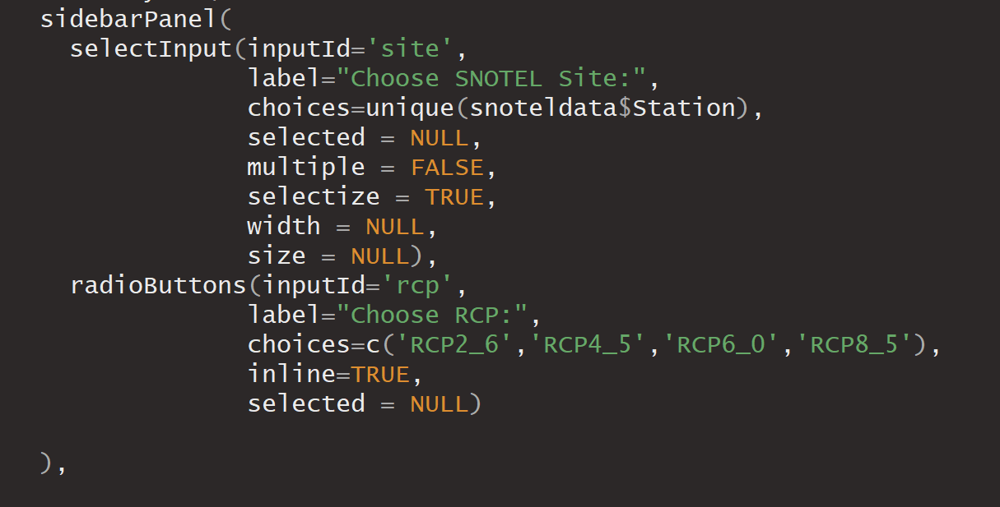 sidebarPanel(
  selectInput(inputId='site',
              label="Choose SNOTEL Site:",
              choices=unique(snoteldata$Station),
              selected = NULL,
              multiple = FALSE,
              selectize = TRUE,
              width = NULL,
              size = NULL),
  radioButtons(inputId='rcp',
              label="Choose RCP:",
              choices=c('RCP2_6','RCP4_5','RCP6_0','RCP8_5'),
              inline=TRUE,
              selected = NULL)
),